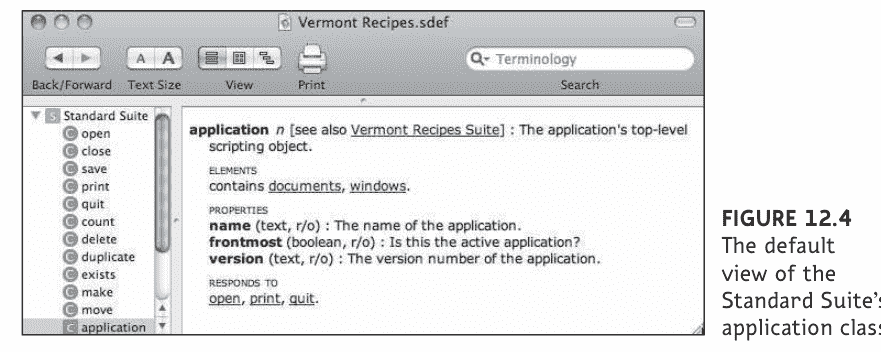 Vermont Recipes.sdef
A A
Terminology
Back/Forward Text Size View Print Search
S Standard Suite
C open
C close
C save
C print
C quit
C count
C delete
C duplicate
C exists
C make
C move
C application
application n [see also Vermont Recipes Suite] : The application's top-level
scripting object.
ELEMENTS
contains documents, windows.
PROPERTIES
name (text, r/o) : The name of the application.
frontmost (boolean, r/o) : Is this the active application?
version (text, r/o) : The version number of the application.
RESPONDS TO
open, print, quit.
FIGURE 12.4
The default
view of the
Standard Suite's
application class